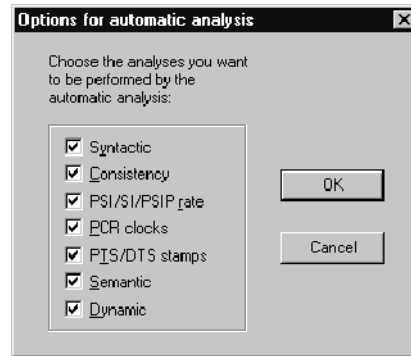 Options for automatic analysis
Choose the analyses you want
to be performed by the
automatic analysis:
Syntactic
Consistency
PSI/SI/PSIP rate
PCR clocks
PTS/DTS stamps
Semantic
Dynamic
OK
Cancel